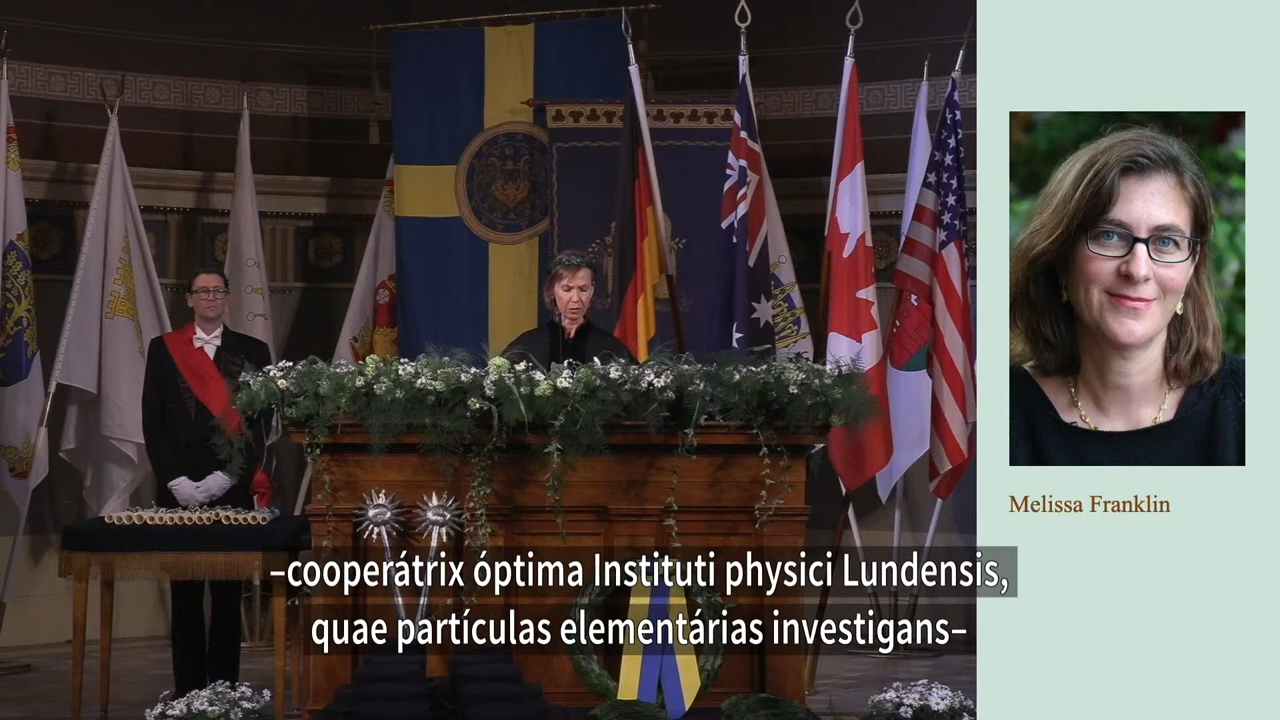 Melissa Franklin
–cooperátrix óptima Instituti physici Lundensis,
quae partículas elementárias investigans–